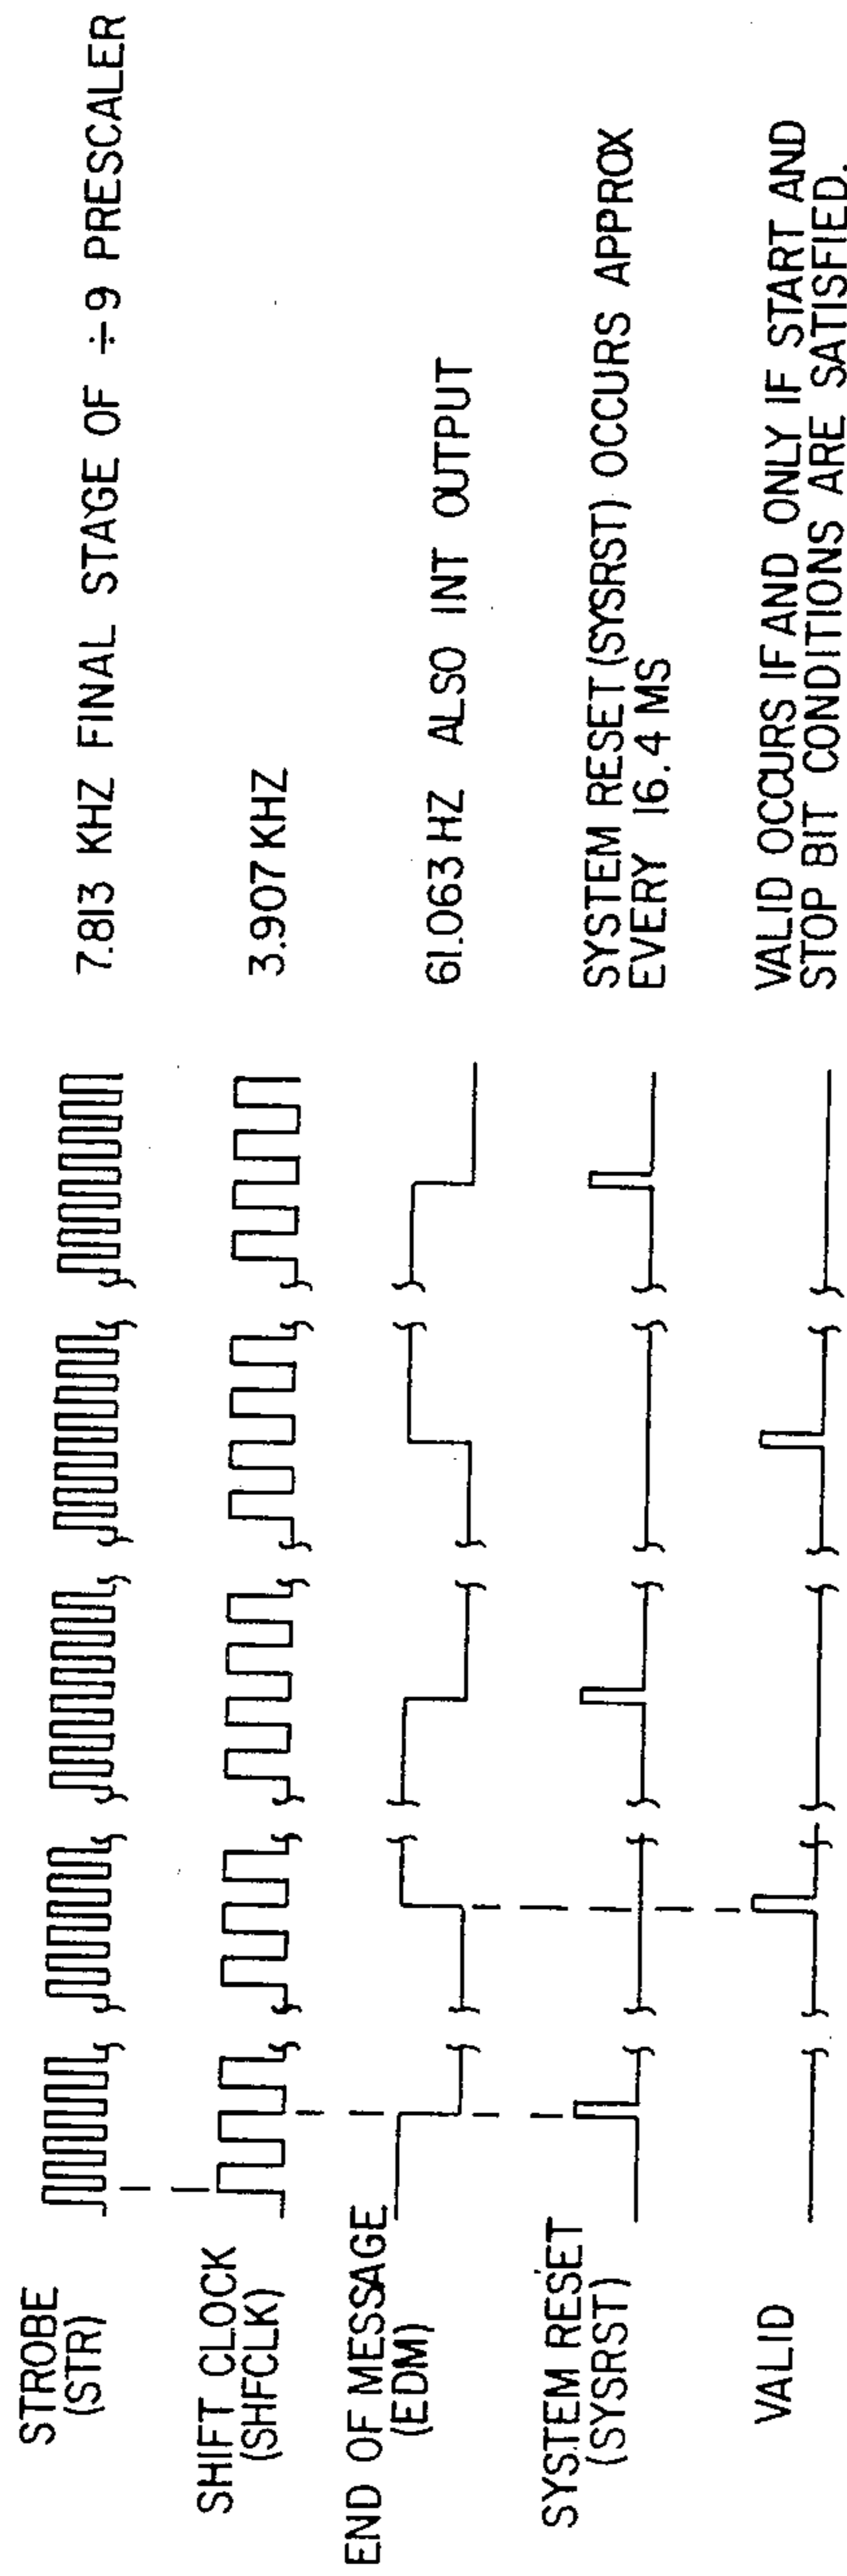 STROBE
(STR)
7.813 KHZ FINAL STAGE OF ÷9 PRESCALER
SHIFT CLOCK
(SHFCLK)
3.907 KHZ
END OF MESSAGE
(EDM)
61.063 HZ ALSO INT OUTPUT
SYSTEM RESET
(SYSRST)
SYSTEM RESET (SYSRST) OCCURS APPROX
EVERY 16.4 MS
VALID
VALID OCCURS IF AND ONLY IF START AND
STOP BIT CONDITIONS ARE SATISFIED.